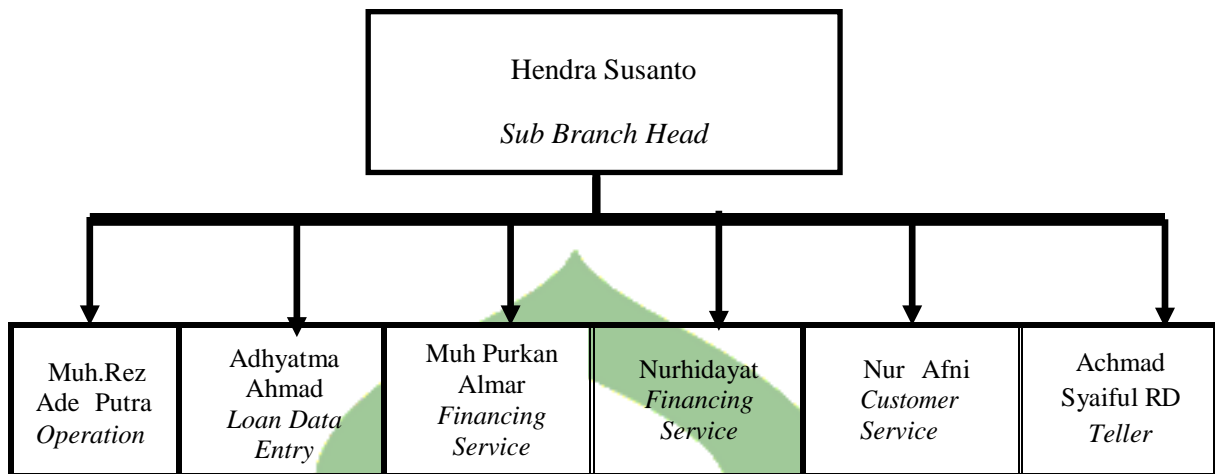 Hendra Susanto
Sub Branch Head
Muh.Rez
Ade Putra
Operation
Adhyatma
Ahmad
Loan Data
Entry
Muh Purkan
Almar
Financing
Service
Nurhidayat
Financing
Service
Nur Afni
Customer
Service
Achmad
Syaiful RD
Teller